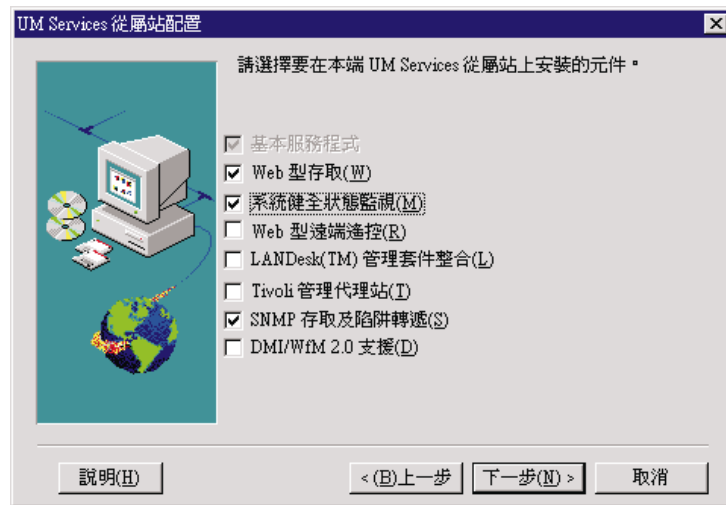 UM Services 從屬站配置
請選擇要在本端 UM Services 從屬站上安裝的元件。
基本服務程式
Web 型存取(W)
系統健全狀態監視(M)
Web 型遠端遙控(R)
LANDesk(TM) 管理套件整合(L)
Tivoli 管理代理站(T)
SNMP 存取及陷阱轉遞(S)
DMI/WfM 2.0 支援(D)
說明(H)
< (B)上一步
下一步(N) >
取消